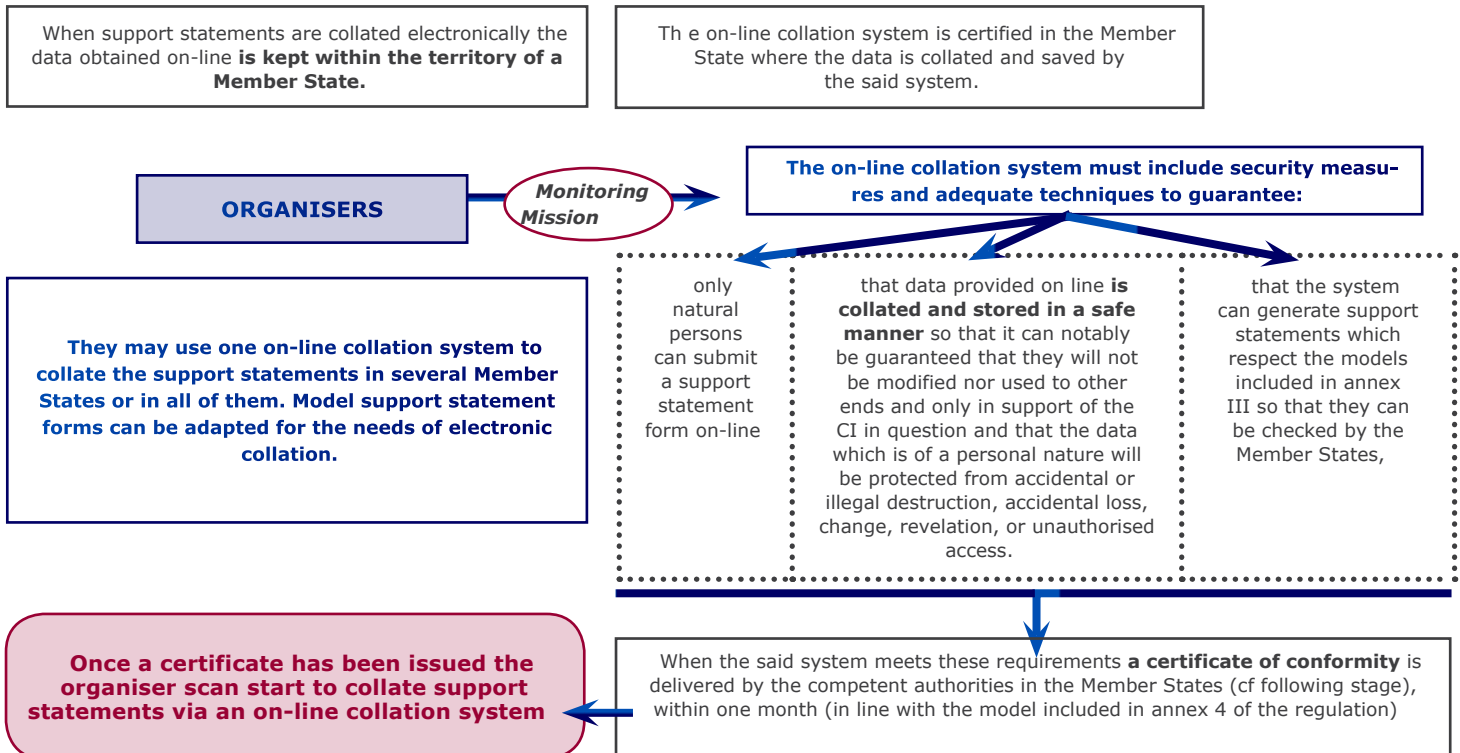 When support statements are collated electronically the
data obtained on-line is kept within the territory of a
Member State.
Th e on-line collation system is certified in the Member
State where the data is collated and saved by
the said system.
ORGANISERS
Monitoring
Mission
The on-line collation system must include security measu-
res and adequate techniques to guarantee:
They may use one on-line collation system to
collate the support statements in several Member
States or in all of them. Model support statement
forms can be adapted for the needs of electronic
collation.
only
natural
persons
can submit
a support
statement
form on-line
that data provided on line is
collated and stored in a safe
manner so that it can notably
be guaranteed that they will not
be modified nor used to other
ends and only in support of the
CI in question and that the data
which is of a personal nature will
be protected from accidental or
illegal destruction, accidental loss,
change, revelation, or unauthorised
access.
that the system
can generate support
statements which
respect the models
included in annex
III so that they can
be checked by the
Member States,
When the said system meets these requirements a certificate of conformity is
delivered by the competent authorities in the Member States (cf following stage),
within one month (in line with the model included in annex 4 of the regulation)
Once a certificate has been issued the
organiser scan start to collate support
statements via an on-line collation system